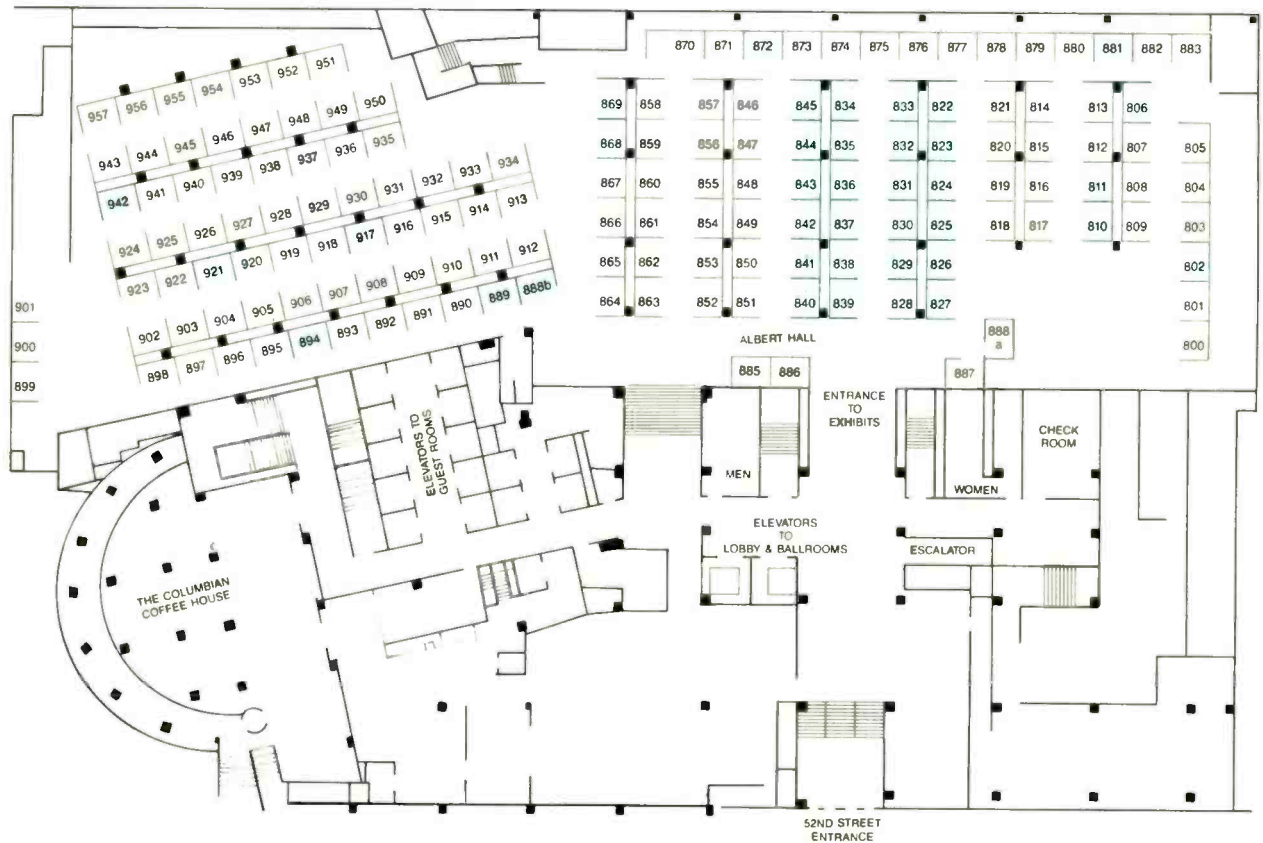 870 871 872 873 874 875 876 877 878 879 880 881 882 883
957 956 955 954 953 952 951
943 944 945 946 947 948 949 950
942 941 940 939 938 937 936 935
924 925 926 927 928 929 930 931 932 933 934
923 922 921 920 919 918 917 916 915 914 913
902 903 904 905 906 907 908 909 910 911 912
898 897 896 895 894 893 892 891 890 889 888b
901
900
899
869 858 857 846 845 834 833 822 821 814 813 806
868 859 856 847 844 835 832 823 820 815 812 807
867 860 855 848 843 836 831 824 819 816 811 808
866 861 854 849 842 837 830 825 818 817 810 809
865 862 853 850 841 838 829 826
864 863 852 851 840 839 828 827
805
804
803
802
801
800
ALBERT HALL
888
a
885 886
887
ENTRANCE
TO
EXHIBITS
CHECK
ROOM
ELEVATORS TO
GUEST ROOMS
MEN
WOMEN
ELEVATORS
TO
LOBBY & BALLROOMS
ESCALATOR
THE COLUMBIAN
COFFEE HOUSE
52ND STREET
ENTRANCE